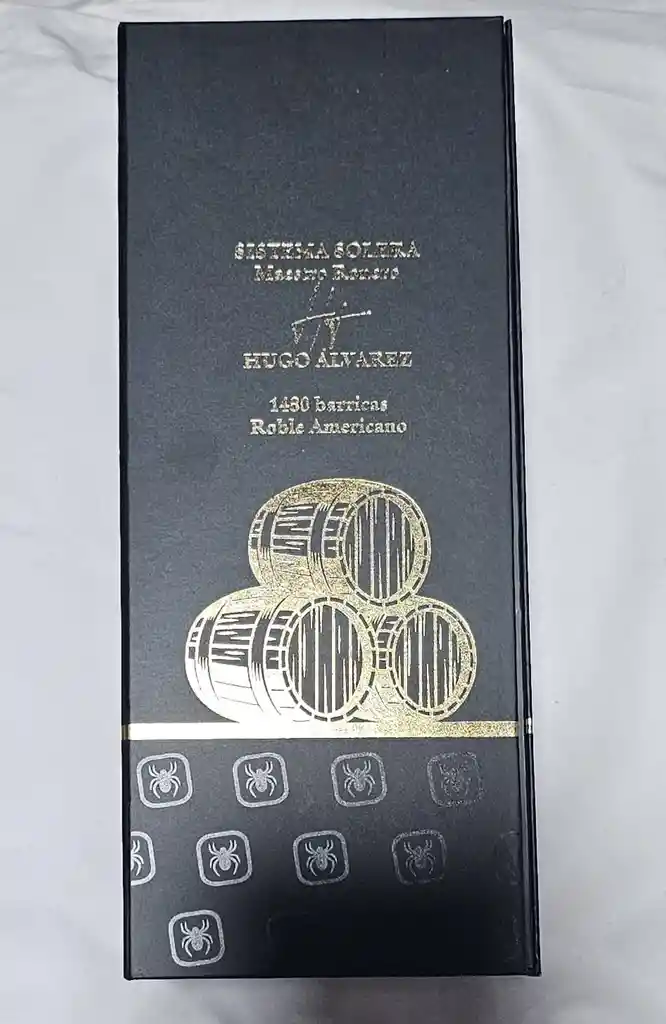 SISTEMA SOLERA
Maestro Ronero
HUGO ÁLVAREZ
1480 barricas
Roble Americano